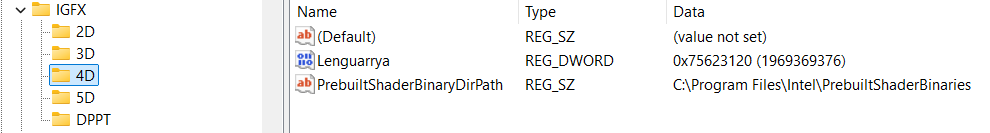 IGFX
2D
3D
4D
5D
DPPT
Name Type Data
(Default) REG_SZ (value not set)
Lenguarrya REG_DWORD 0x75623120 (1969369376)
PrebuiltShaderBinaryDirPath REG_SZ C:\Program Files\Intel\PrebuiltShaderBinaries